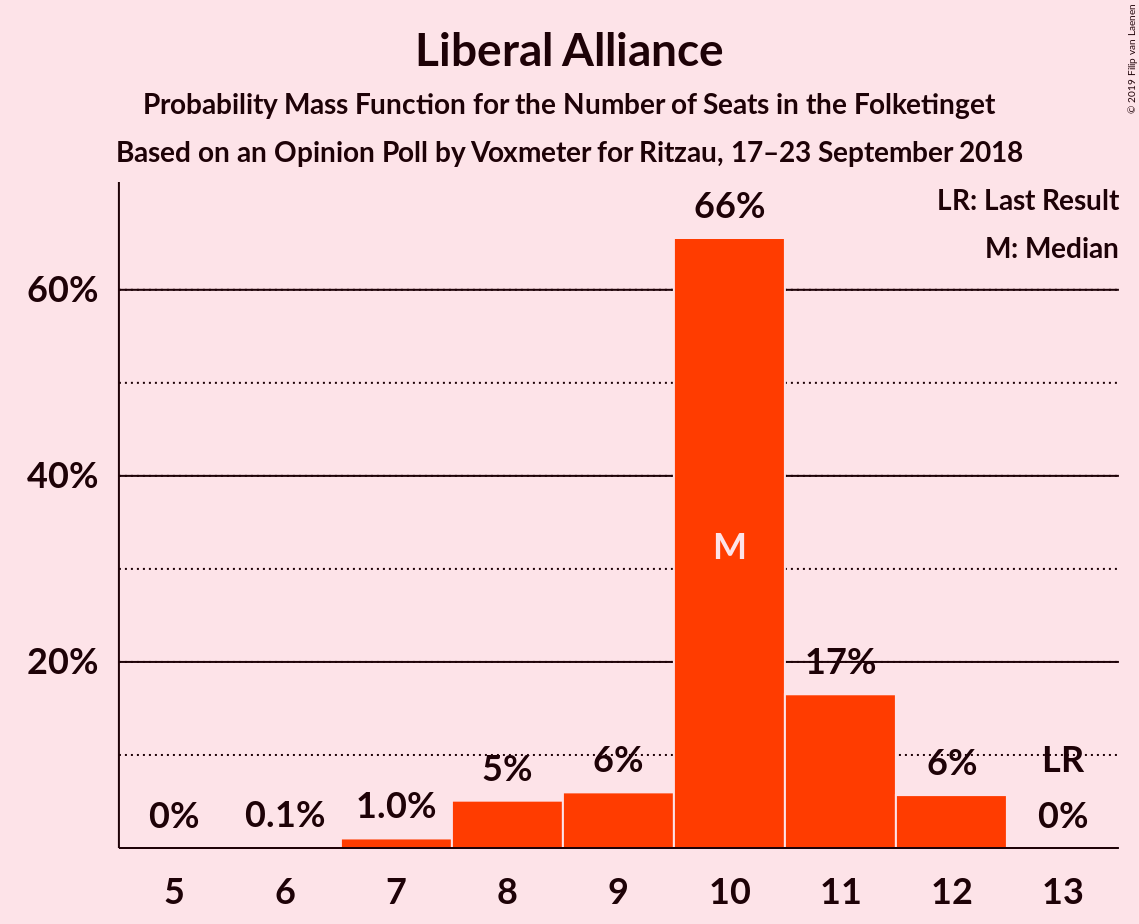 Liberal Alliance
Probability Mass Function for the Number of Seats in the Folketinget
Based on an Opinion Poll by Voxmeter for Ritzau, 17–23 September 2018
© 2019 Filip van Laenen
LR: Last Result
M: Median
60%
40%
20%
0%
0.1%
1.0%
5%
6%
66%
M
17%
6%
LR
0%
5
6
7
8
9
10
11
12
13